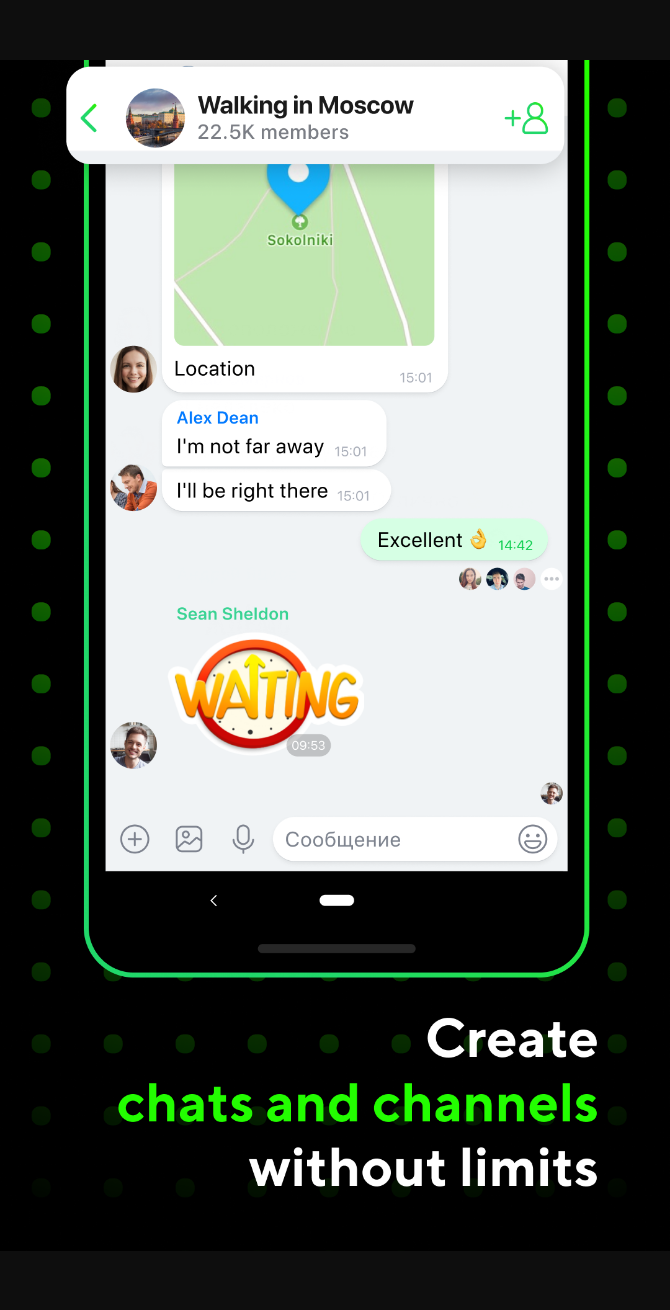 Walking in Moscow
22.5K members
Sokolniki
Location
15:01
Alex Dean
I'm not far away 15:01
I'll be right there 15:01
Excellent 👌 14:42
Sean Sheldon
WAITING
09:53
Сообщение
Create
chats and channels
without limits